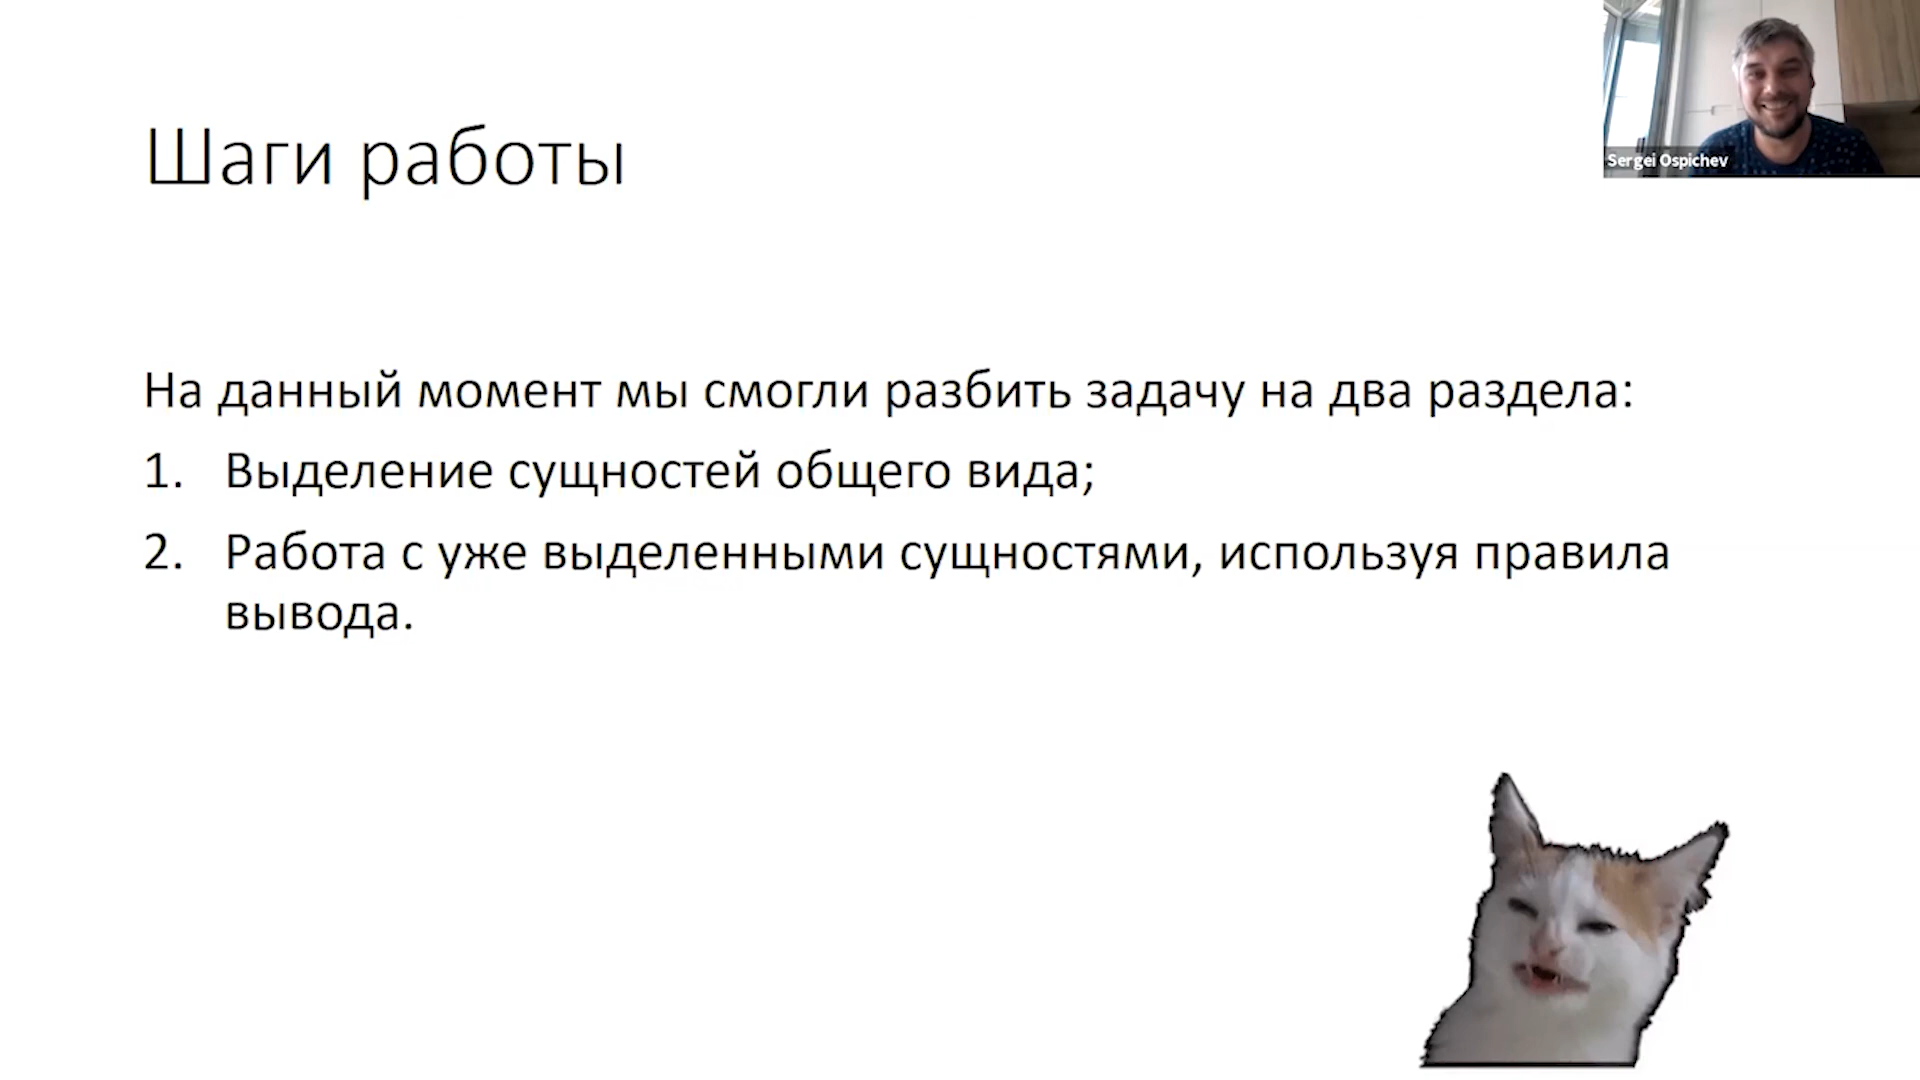 Sergei Ospichev
Шаги работы
На данный момент мы смогли разбить задачу на два раздела:
1. Выделение сущностей общего вида;
2. Работа с уже выделенными сущностями, используя правила
вывода.